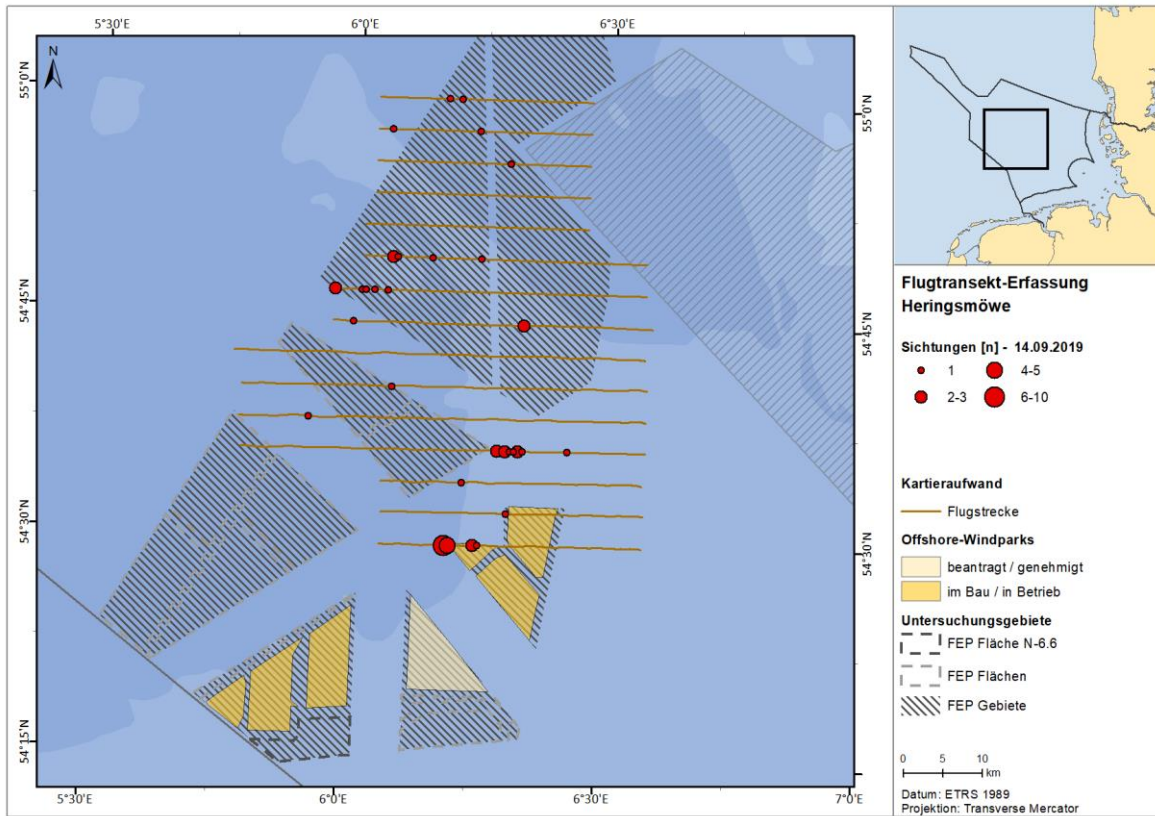 5°30'E 6°0'E 6°30'E
N
55°0'N
55°0'N
54°45'N
54°45'N
54°30'N
54°30'N
54°15'N
5°30'E 6°0'E 6°30'E 7°0'E
Flugtransekt-Erfassung
Heringsmöwe
Sichtungen [n] - 14.09.2019
1 4-5
2-3 6-10
Kartieraufwand
Flugstrecke
Offshore-Windparks
beantragt / genehmigt
im Bau / in Betrieb
Untersuchungsgebiete
FEP Fläche N-6.6
FEP Flächen
FEP Gebiete
0 5 10
km
Datum: ETRS 1989
Projektion: Transverse Mercator